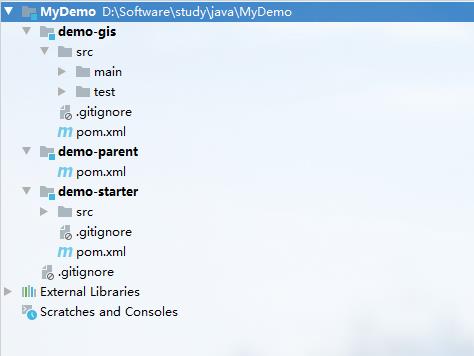 MyDemo D:\Software\study\java\MyDemo
demo-gis
src
main
test
.gitignore
pom.xml
demo-parent
pom.xml
demo-starter
src
.gitignore
pom.xml
.gitignore
External Libraries
Scratches and Consoles